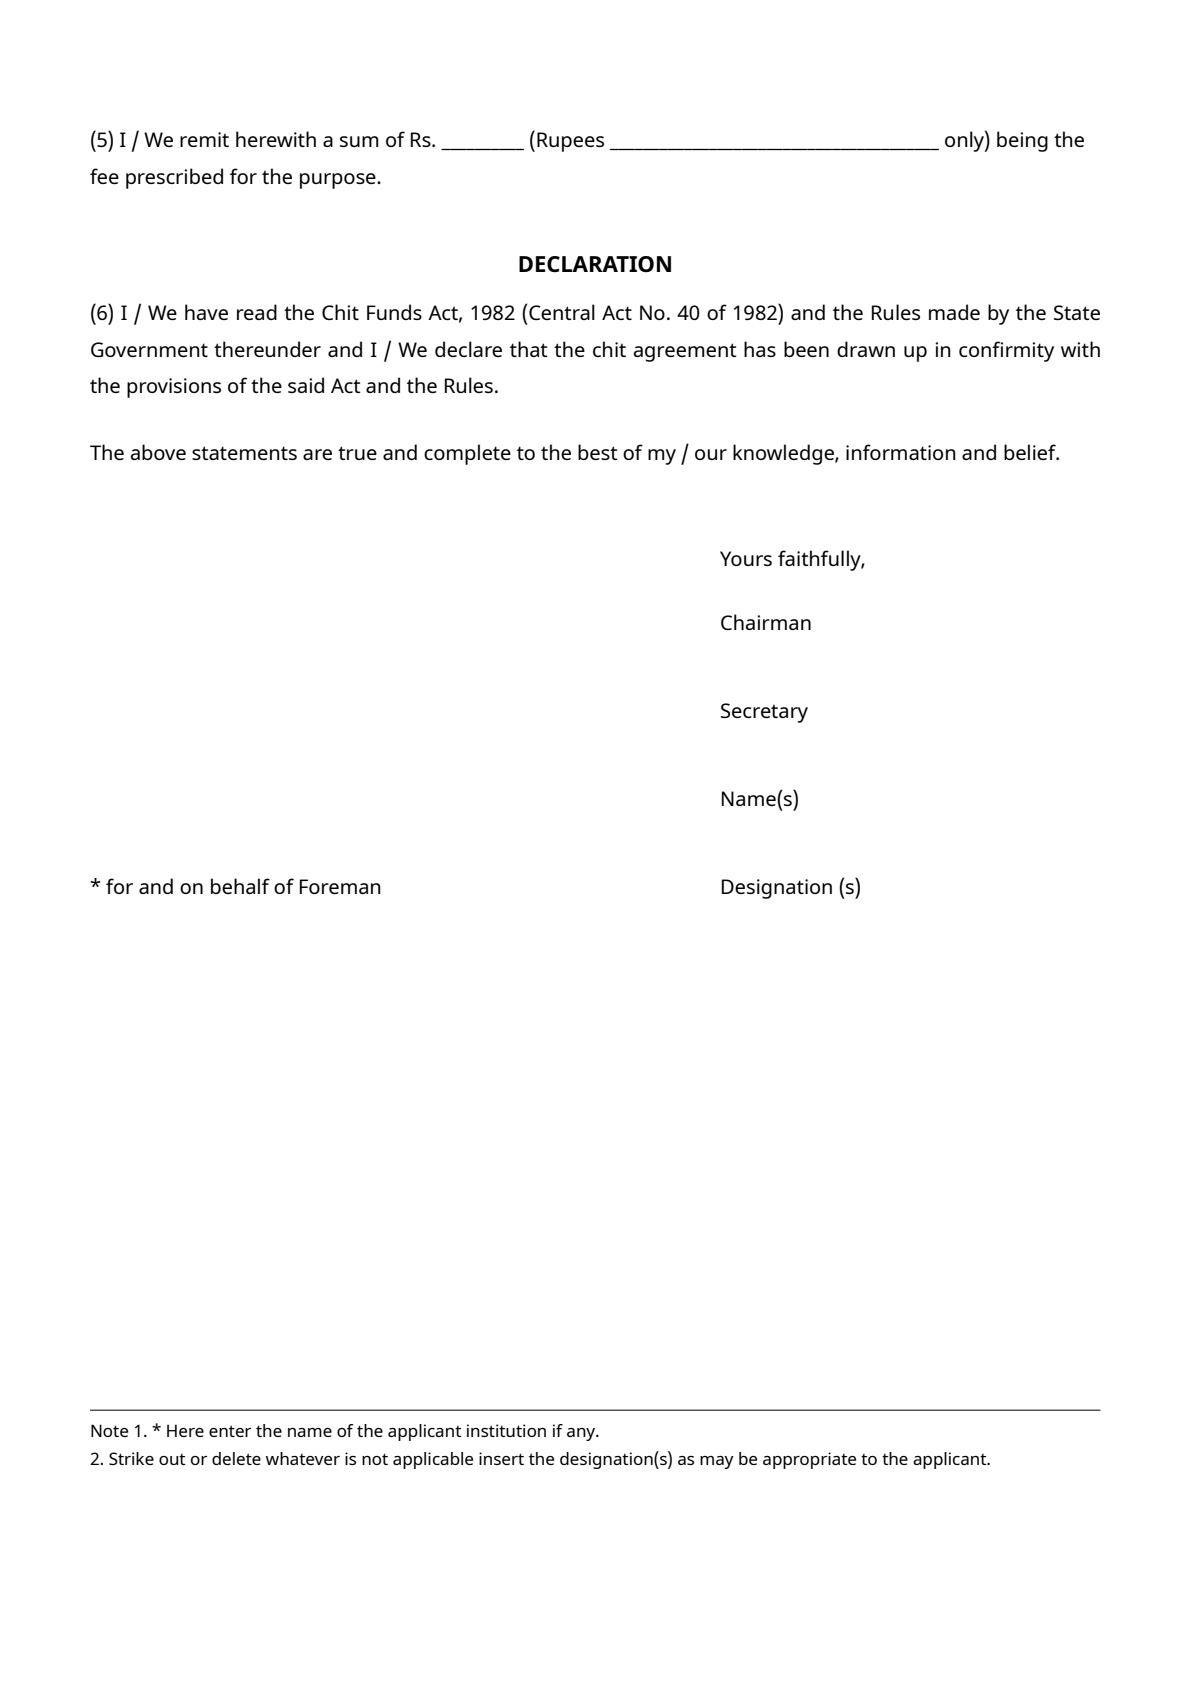 (5) I / We remit herewith a sum of Rs. __________ (Rupees ________________________________________ only) being the
fee prescribed for the purpose.
DECLARATION
(6) I / We have read the Chit Funds Act, 1982 (Central Act No. 40 of 1982) and the Rules made by the State
Government thereunder and I / We declare that the chit agreement has been drawn up in confirmity with
the provisions of the said Act and the Rules.
The above statements are true and complete to the best of my / our knowledge, information and belief.
Yours faithfully,
Chairman
Secretary
Name(s)
* for and on behalf of Foreman Designation (s)
Note 1. * Here enter the name of the applicant institution if any.
2. Strike out or delete whatever is not applicable insert the designation(s) as may be appropriate to the applicant.